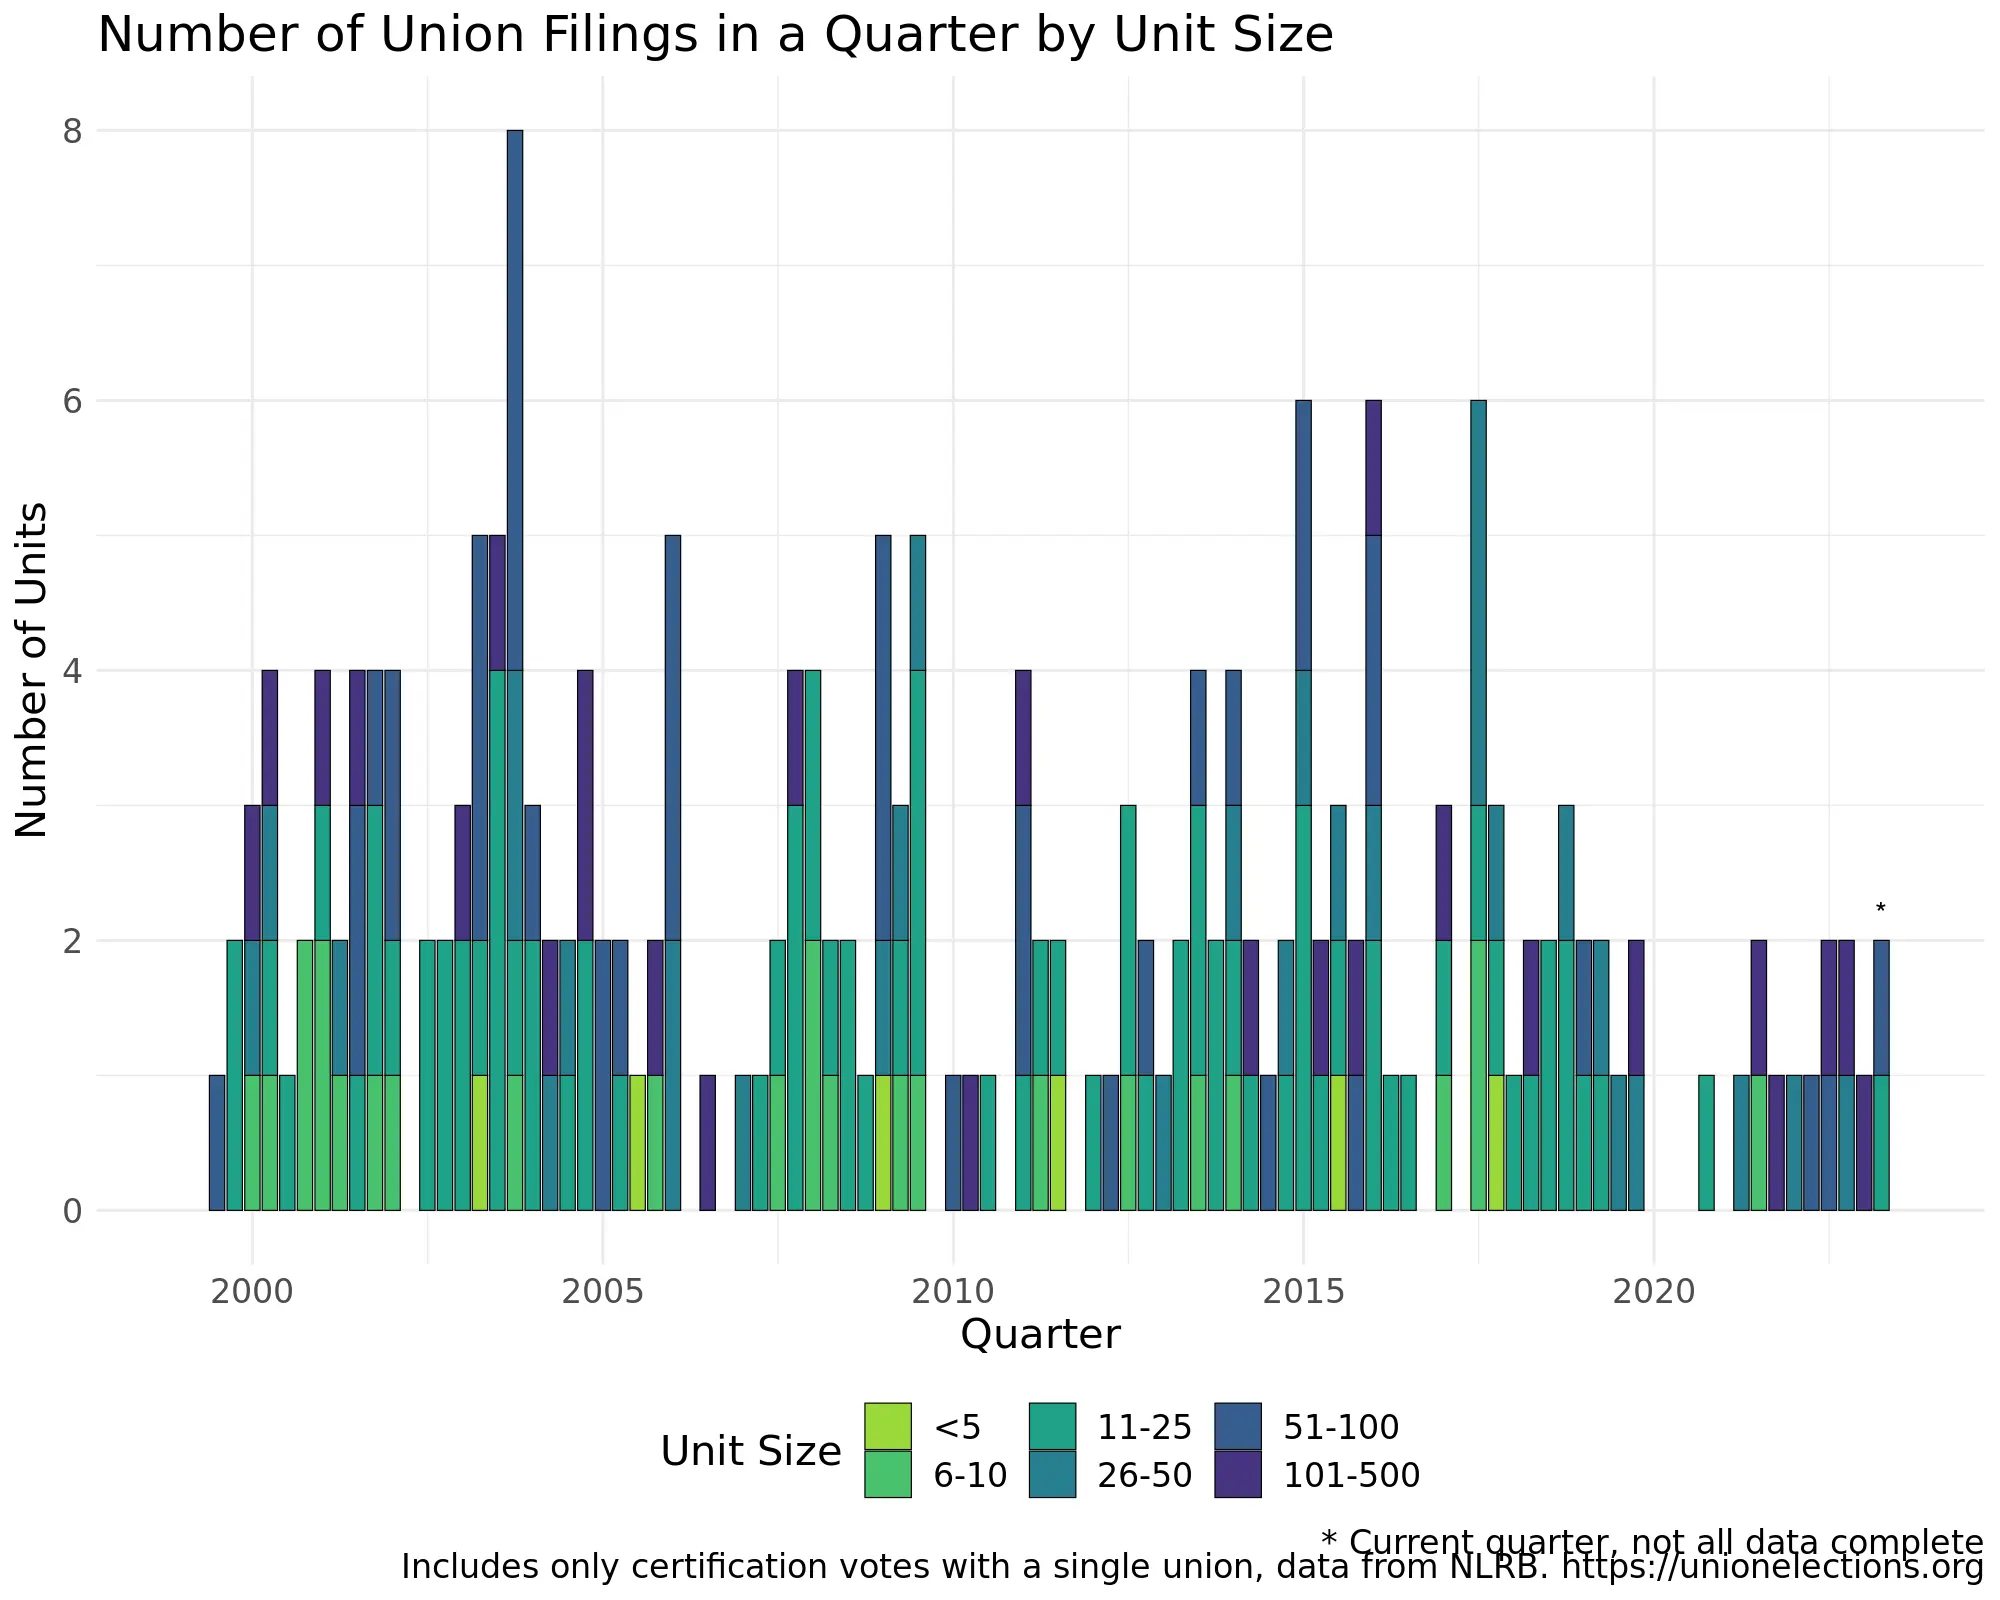 Number of Union Filings in a Quarter by Unit Size
Number of Units
8
6
4
2
0
*
2000 2005 2010 2015 2020
Quarter
Unit Size
<5 11-25 51-100
6-10 26-50 101-500
* Current quarter, not all data complete
Includes only certification votes with a single union, data from NLRB. https://unionelections.org